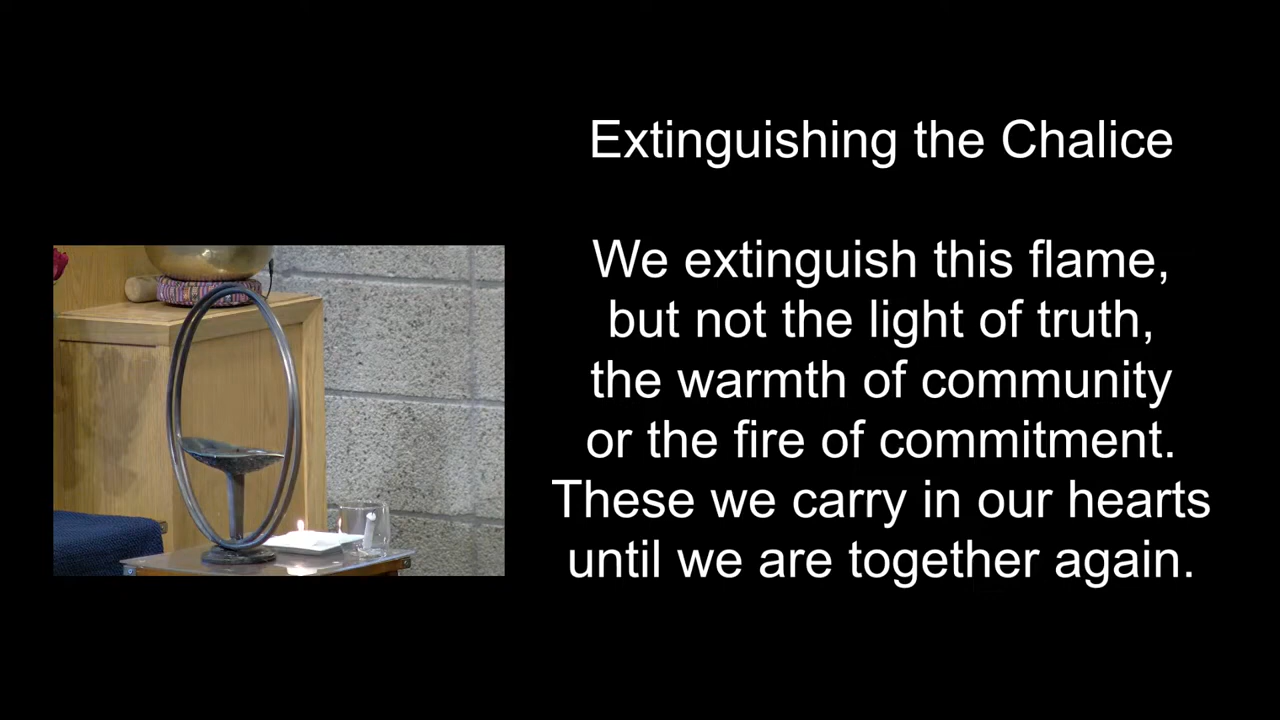 Extinguishing the Chalice
We extinguish this flame,
but not the light of truth,
the warmth of community
or the fire of commitment.
These we carry in our hearts
until we are together again.